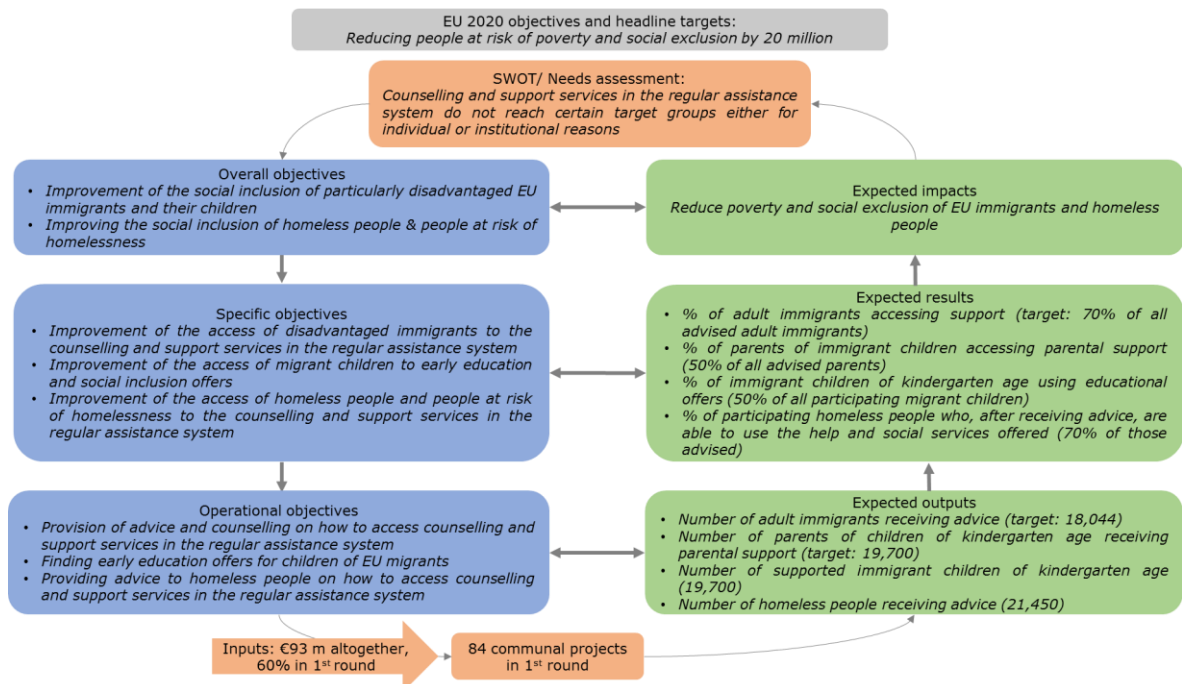 EU 2020 objectives and headline targets:
Reducing people at risk of poverty and social exclusion by 20 million
SWOT/ Needs assessment:
Counselling and support services in the regular assistance
system do not reach certain target groups either for
individual or institutional reasons
Overall objectives
• Improvement of the social inclusion of particularly disadvantaged EU
immigrants and their children
• Improving the social inclusion of homeless people & people at risk of
homelessness
Expected impacts
Reduce poverty and social exclusion of EU immigrants and homeless
people
Specific objectives
• Improvement of the access of disadvantaged immigrants to the
counselling and support services in the regular assistance system
• Improvement of the access of migrant children to early education
and social inclusion offers
• Improvement of the access of homeless people and people at risk
of homelessness to the counselling and support services in the
regular assistance system
Expected results
• % of adult immigrants accessing support (target: 70% of all
advised adult immigrants)
• % of parents of immigrant children accessing parental support
(50% of all advised parents)
• % of immigrant children of kindergarten age using educational
offers (50% of all participating migrant children)
• % of participating homeless people who, after receiving advice, are
able to use the help and social services offered (70% of those
advised)
Operational objectives
• Provision of advice and counselling on how to access counselling and
support services in the regular assistance system
• Finding early education offers for children of EU migrants
• Providing advice to homeless people on how to access counselling
and support services in the regular assistance system
Expected outputs
• Number of adult immigrants receiving advice (target: 18,044)
• Number of parents of children of kindergarten age receiving
parental support (target: 19,700)
• Number of supported immigrant children of kindergarten age
(19,700)
• Number of homeless people receiving advice (21,450)
Inputs: €93 m altogether,
60% in 1st round
84 communal projects
in 1st round